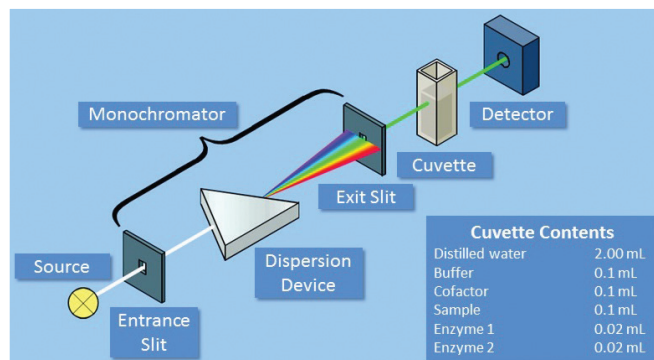 Monochromator
Detector
Cuvette
Exit Slit
Dispersion
Device
Source
Entrance
Slit
Cuvette Contents
Distilled water 2.00 mL
Buffer 0.1 mL
Cofactor 0.1 mL
Sample 0.1 mL
Enzyme 1 0.02 mL
Enzyme 2 0.02 mL